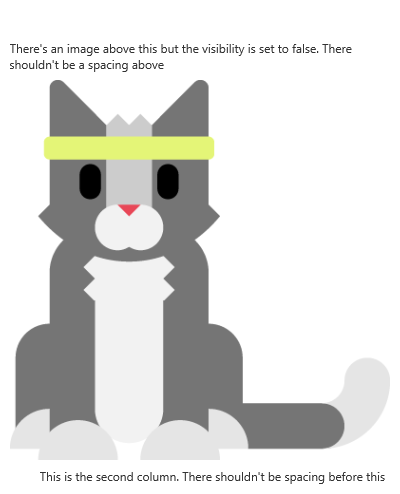 There's an image above this but the visibility is set to false. There
shouldn't be a spacing above
This is the second column. There shouldn't be spacing before this